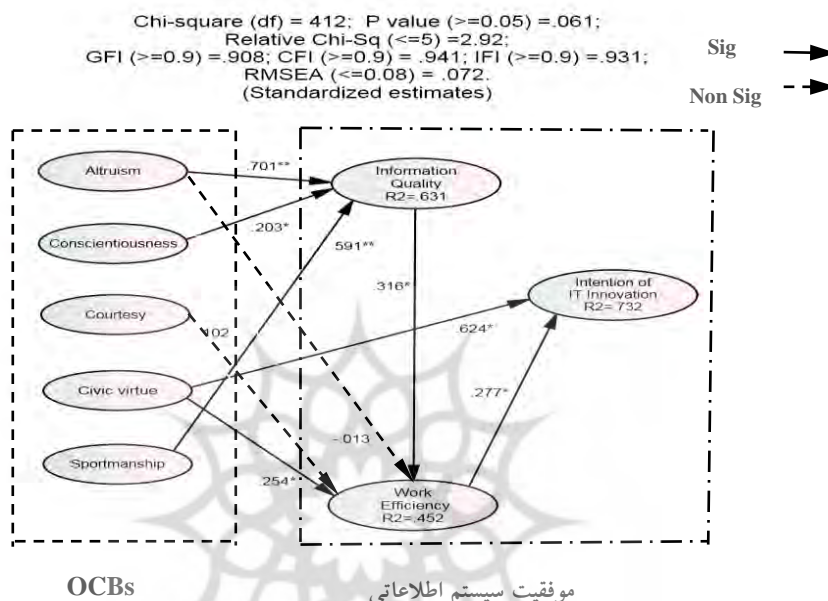 Chi-square (df) = 412; P value (>=0.05) =.061;
Relative Chi-Sq (<=5) =2.92;
GFI (>=0.9) =.908; CFI (>=0.9) =.941; IFI (>=0.9) =.931;
RMSEA (<=0.08) =.072.
(Standardized estimates)
Sig
Non Sig
Altruism
Conscientiousness
Courtesy
Civic virtue
Sportmanship
.701**
.203*
591**
.102
.254*
-.013
316*
.624*
.277*
Information
Quality
R2=.631
Intention of
IT Innovation
R2=.732
Work
Efficiency
R2=.452
OCBs
موفقیت سیستم اطلاعاتی